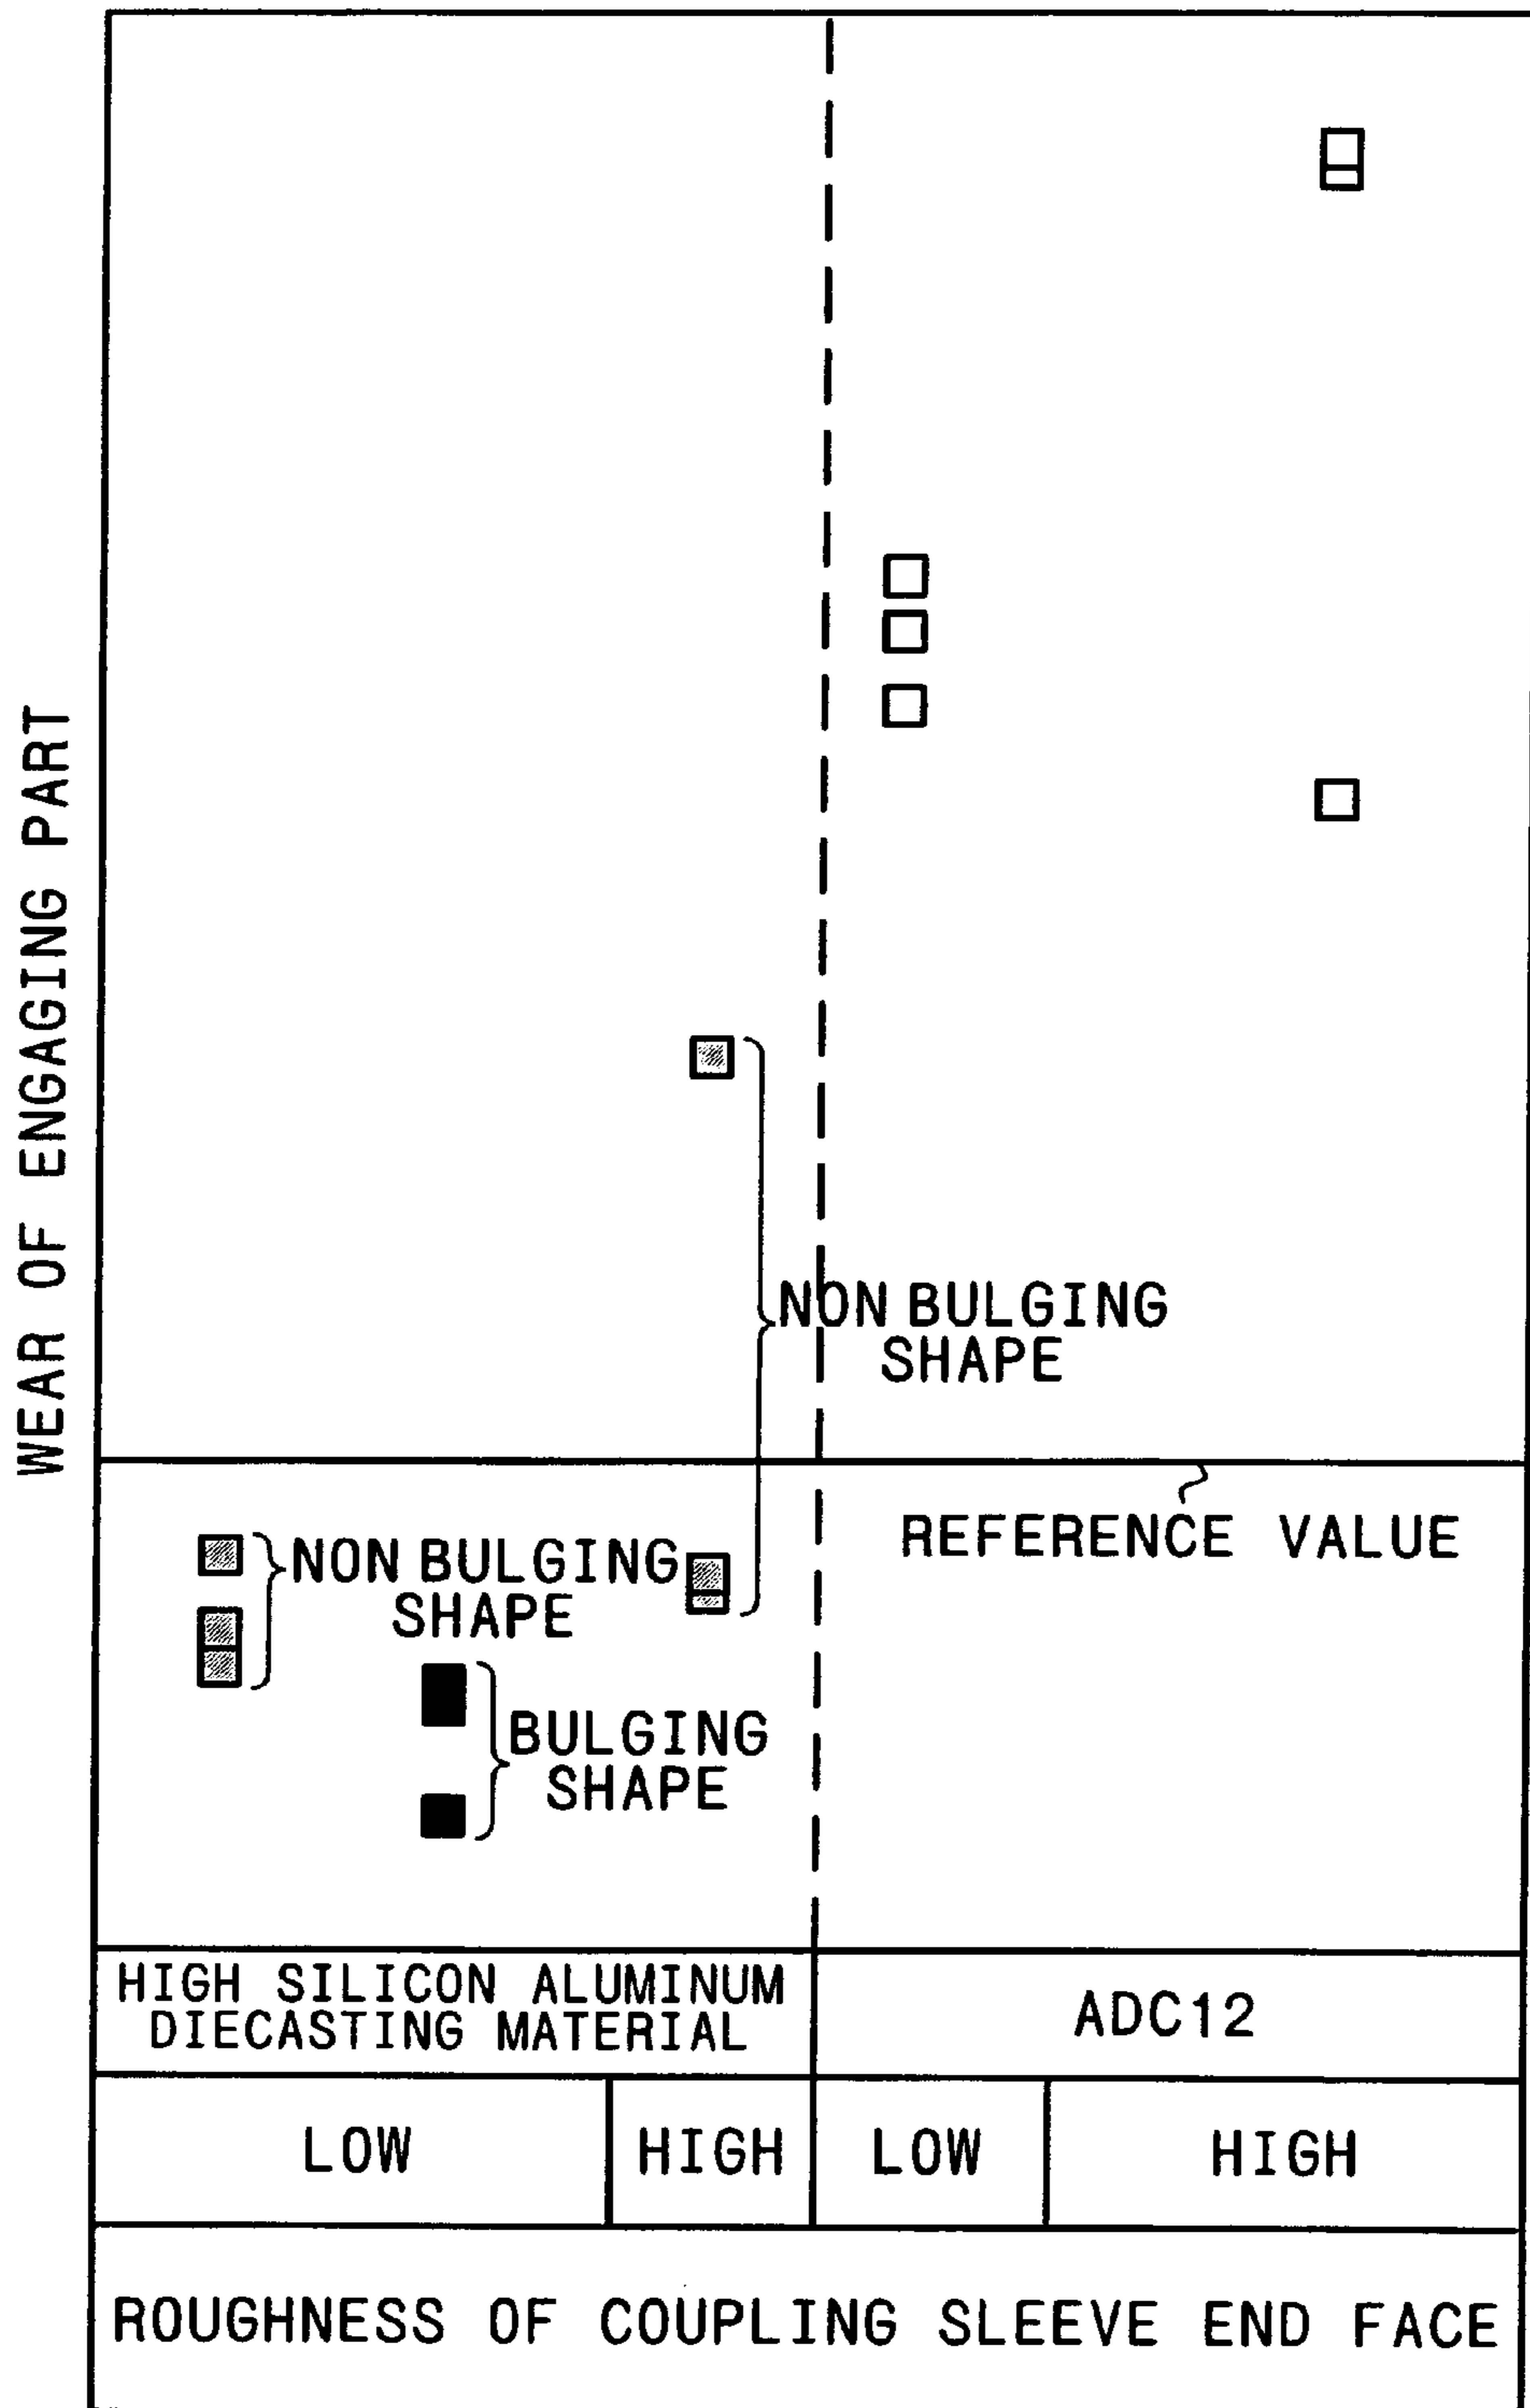 WEAR OF ENGAGING PART
NON BULGING
SHAPE
REFERENCE VALUE
NON BULGING
SHAPE
BULGING
SHAPE
HIGH SILICON ALUMINUM
DIECASTING MATERIAL
ADC12
LOW
HIGH
LOW
HIGH
ROUGHNESS OF COUPLING SLEEVE END FACE